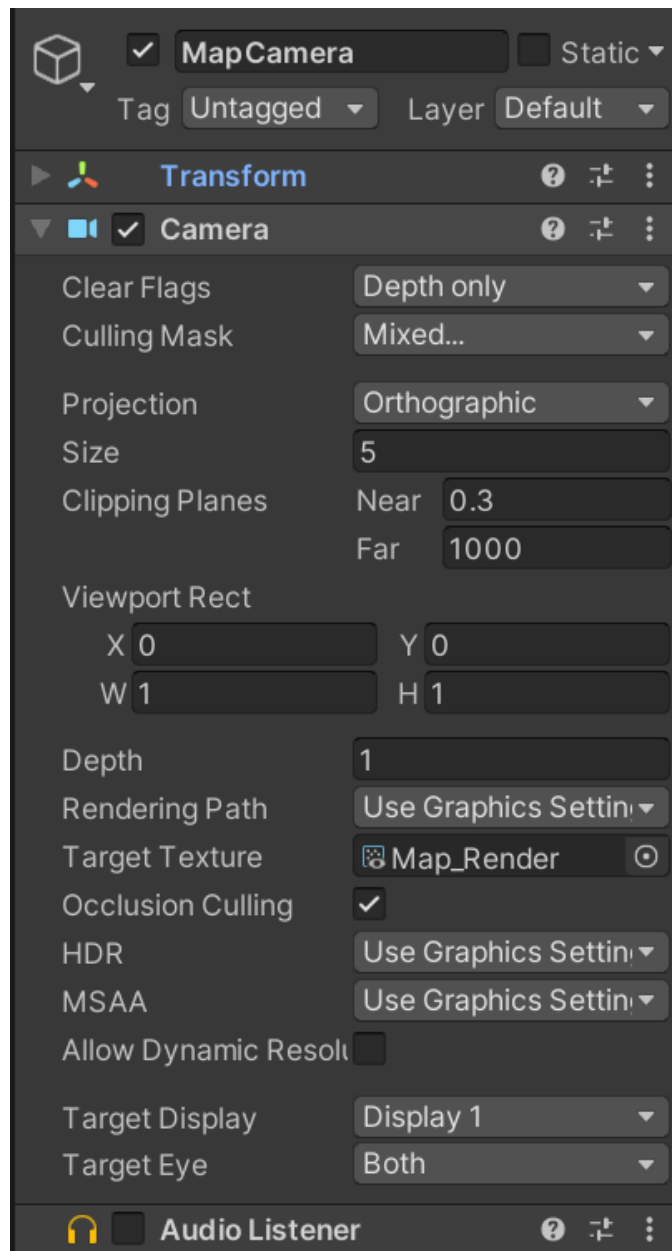 MapCamera Static
Tag Untagged Layer Default
Transform
Camera
Clear Flags Depth only
Culling Mask Mixed...
Projection Orthographic
Size 5
Clipping Planes Near 0.3
Far 1000
Viewport Rect
X 0 Y 0
W 1 H 1
Depth 1
Rendering Path Use Graphics Settin
Target Texture Map_Render
Occlusion Culling
HDR Use Graphics Settin
MSAA Use Graphics Settin
Allow Dynamic Resolu
Target Display Display 1
Target Eye Both
Audio Listener